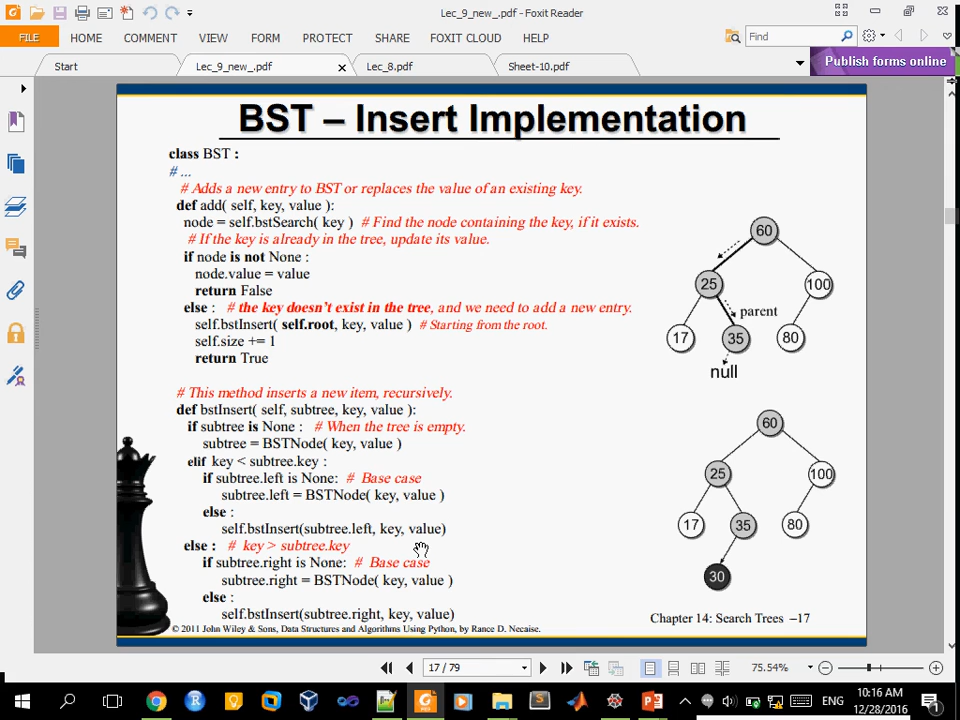 Lec_9_new_.pdf - Foxit Reader
FILE HOME COMMENT VIEW FORM PROTECT SHARE FOXIT CLOUD HELP Find
Start Lec_9_new_.pdf Lec_8.pdf Sheet-10.pdf Publish forms online
BST – Insert Implementation
class BST :
# ...
# Adds a new entry to BST or replaces the value of an existing key.
def add( self, key, value ):
node = self.bstSearch( key ) # Find the node containing the key, if it exists.
# If the key is already in the tree, update its value.
if node is not None :
node.value = value
return False
else : # the key doesn't exist in the tree, and we need to add a new entry.
self.bstInsert( self.root, key, value ) # Starting from the root.
self.size += 1
return True
# This method inserts a new item, recursively.
def bstInsert( self, subtree, key, value ):
if subtree is None : # When the tree is empty.
subtree = BSTNode( key, value )
elif key < subtree.key :
if subtree.left is None: # Base case
subtree.left = BSTNode( key, value )
else :
self.bstInsert(subtree.left, key, value)
else : # key > subtree.key
if subtree.right is None: # Base case
subtree.right = BSTNode( key, value )
else :
self.bstInsert(subtree.right, key, value)
60
25 100
parent
17 35 80
null
60
25 100
17 35 80
30
Chapter 14: Search Trees –17
© 2011 John Wiley & Sons, Data Structures and Algorithms Using Python, by Rance D. Necaise.
17 / 79 75.54%
ENG 10:16 AM
12/28/2016